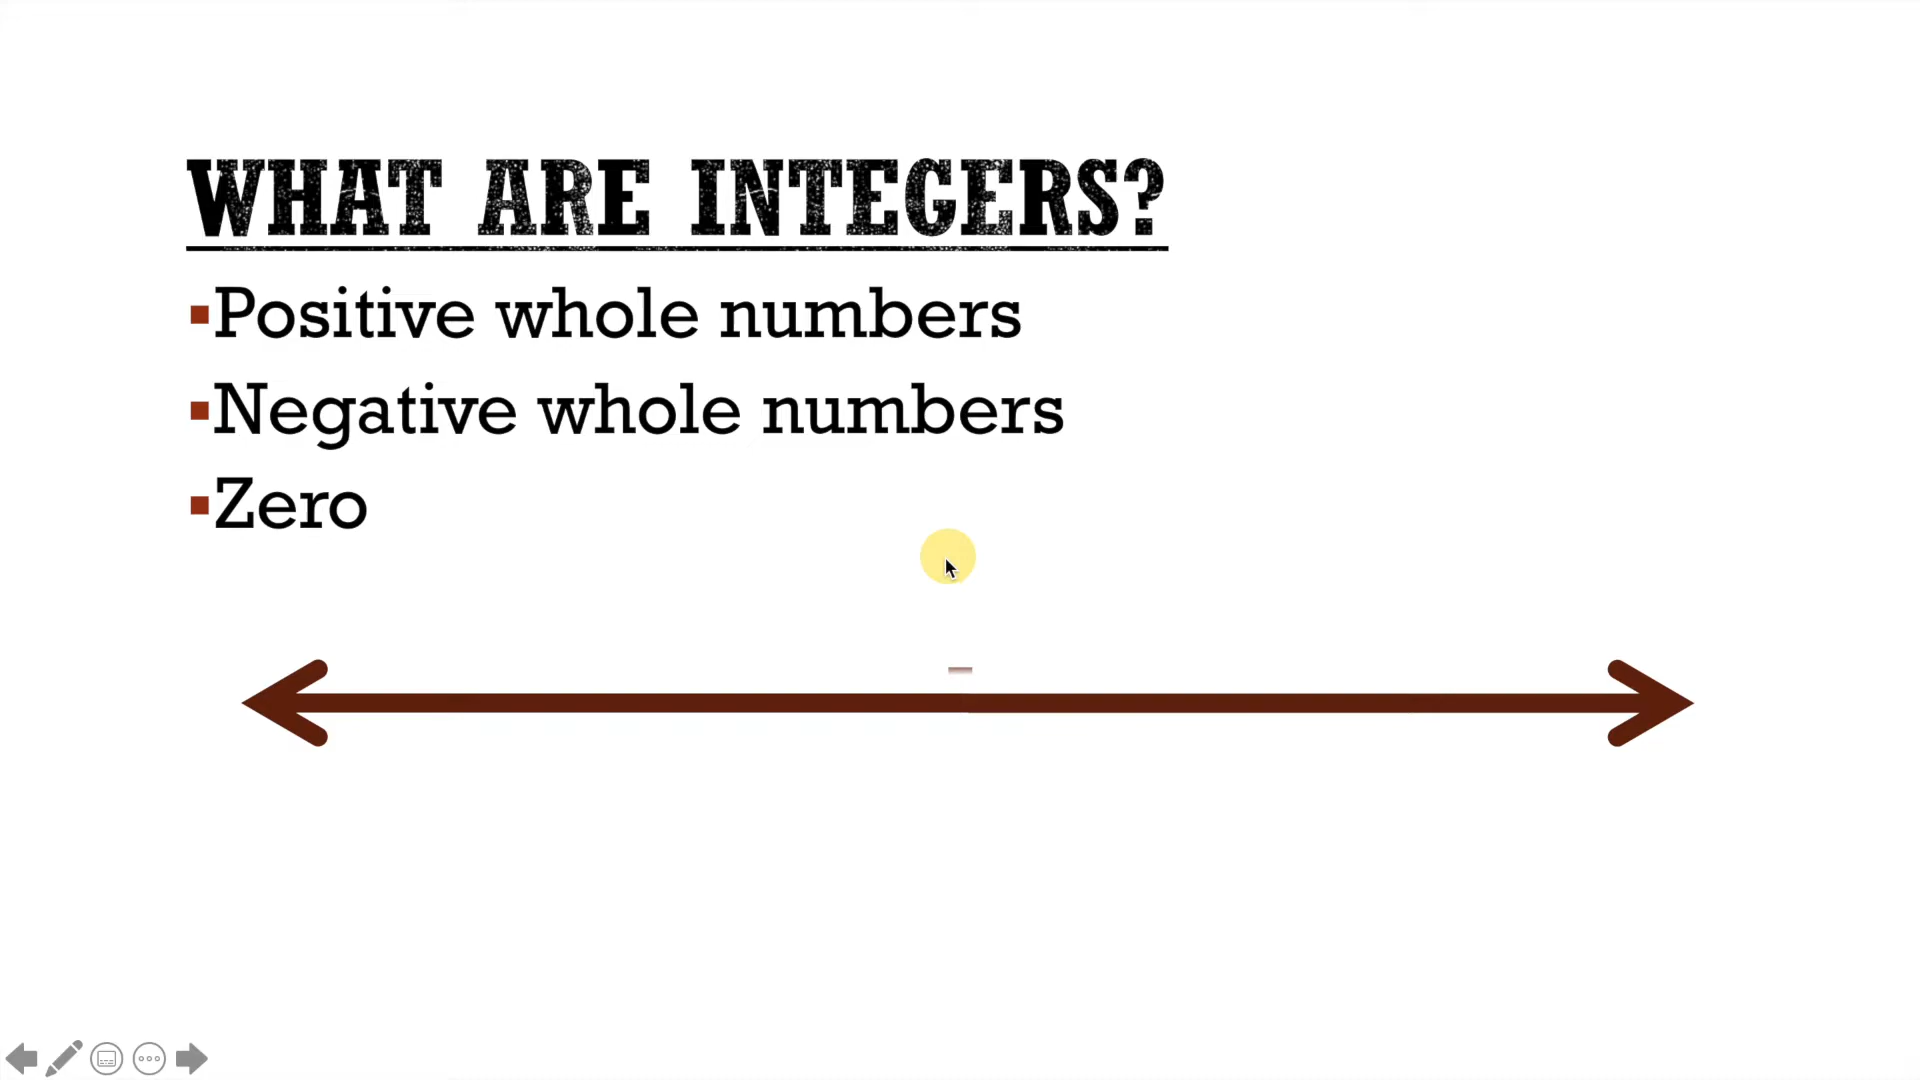 WHAT ARE INTEGERS?
▪Positive whole numbers
▪Negative whole numbers
▪Zero